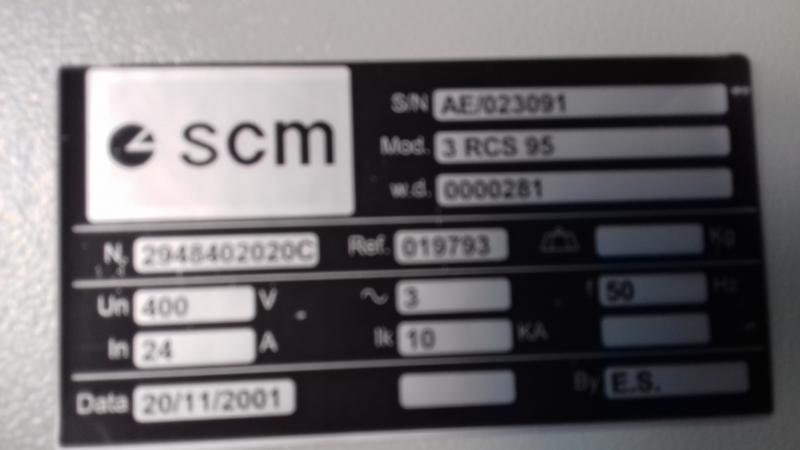 scm
S/N AE/023091
Mod. 3 RCS 95
w.d. 0000281
N. 2948402020C Ref. 019793 Kg
Un 400 V 3 f 50 Hz
In 24 A Ik 10 KA
Data 20/11/2001 By E.S.